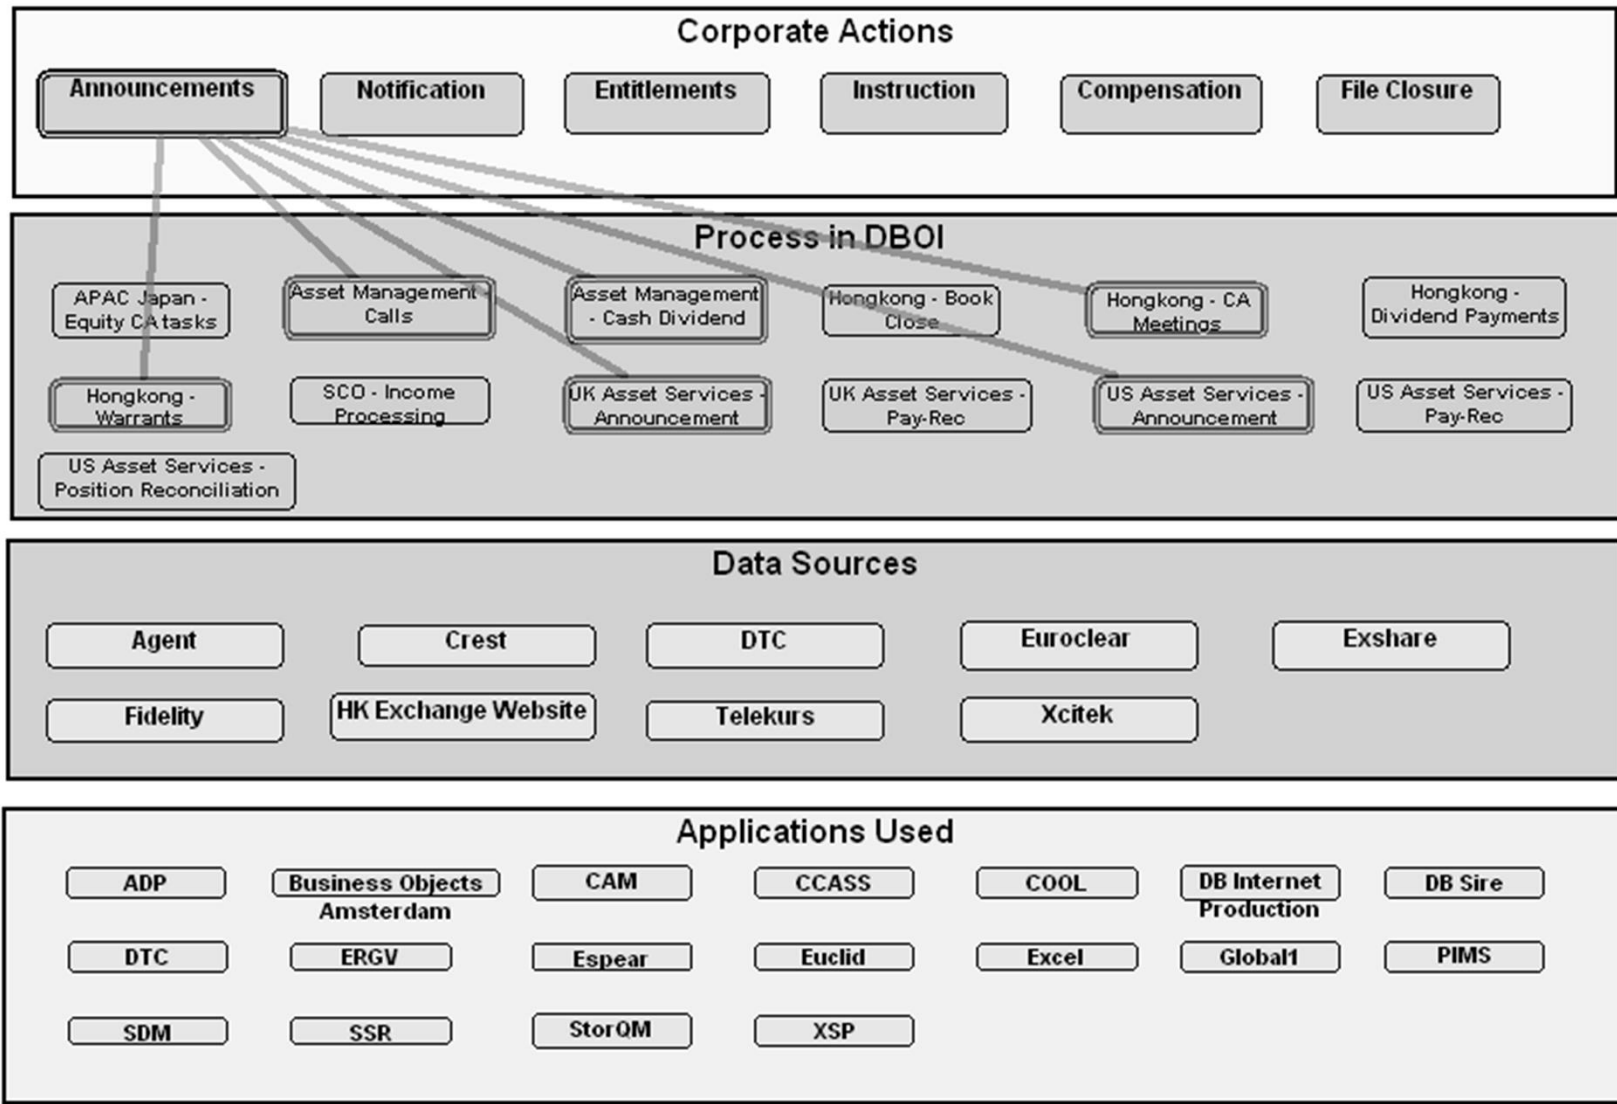 Corporate Actions
Announcements
Notification
Entitlements
Instruction
Compensation
File Closure
Process in DBOI
APAC Japan -
Equity CA tasks
Asset Management -
Calls
Asset Management
- Cash Dividend
Hongkong - Book
Close
Hongkong - CA
Meetings
Hongkong -
Dividend Payments
Hongkong -
Warrants
SCO - Income
Processing
UK Asset Services -
Announcement
UK Asset Services -
Pay-Rec
US Asset Services -
Announcement
US Asset Services -
Pay-Rec
US Asset Services -
Position Reconciliation
Data Sources
Agent
Crest
DTC
Euroclear
Exshare
Fidelity
HK Exchange Website
Telekurs
Xcitek
Applications Used
ADP
Business Objects
Amsterdam
CAM
CCASS
COOL
DB Internet
Production
DB Sire
DTC
ERGV
Espear
Euclid
Excel
Global1
PIMS
SDM
SSR
StorQM
XSP